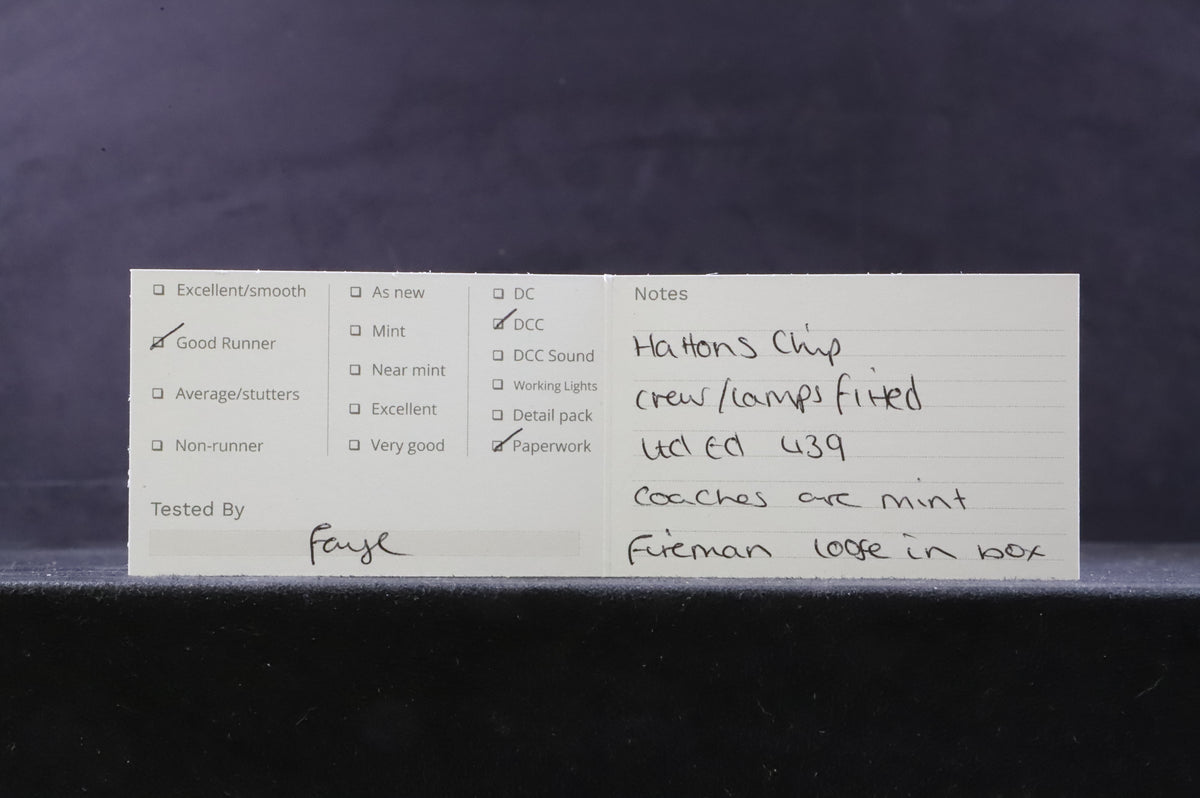 Excellent/smooth
Good Runner
Average/stutters
Non-runner
As new
Mint
Near mint
Excellent
Very good
DC
DCC
DCC Sound
Working Lights
Detail pack
Paperwork
Tested By
Faye
Notes
Hattons Chip
crew/lamps fitted
Ltd Ed 439
coaches are mint
Fireman loose in box